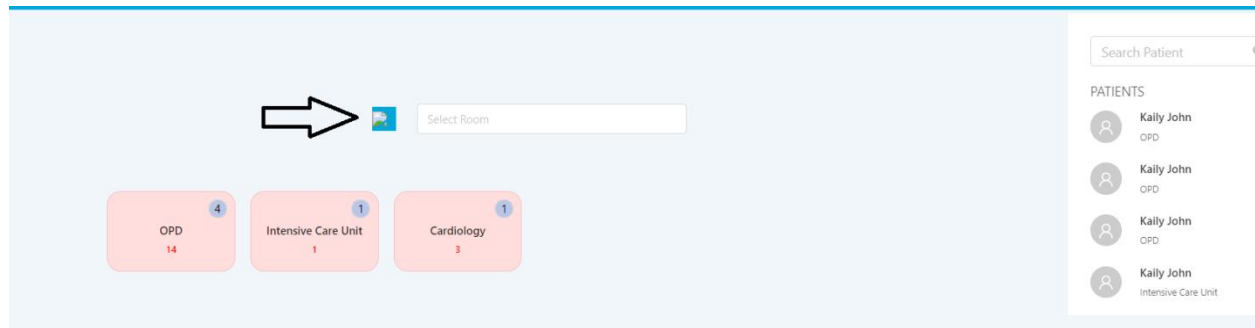 Search Patient
Select Room
PATIENTS
Kaily John
OPD
Kaily John
OPD
Kaily John
OPD
Kaily John
Intensive Care Unit
4
OPD
14
1
Intensive Care Unit
1
1
Cardiology
3